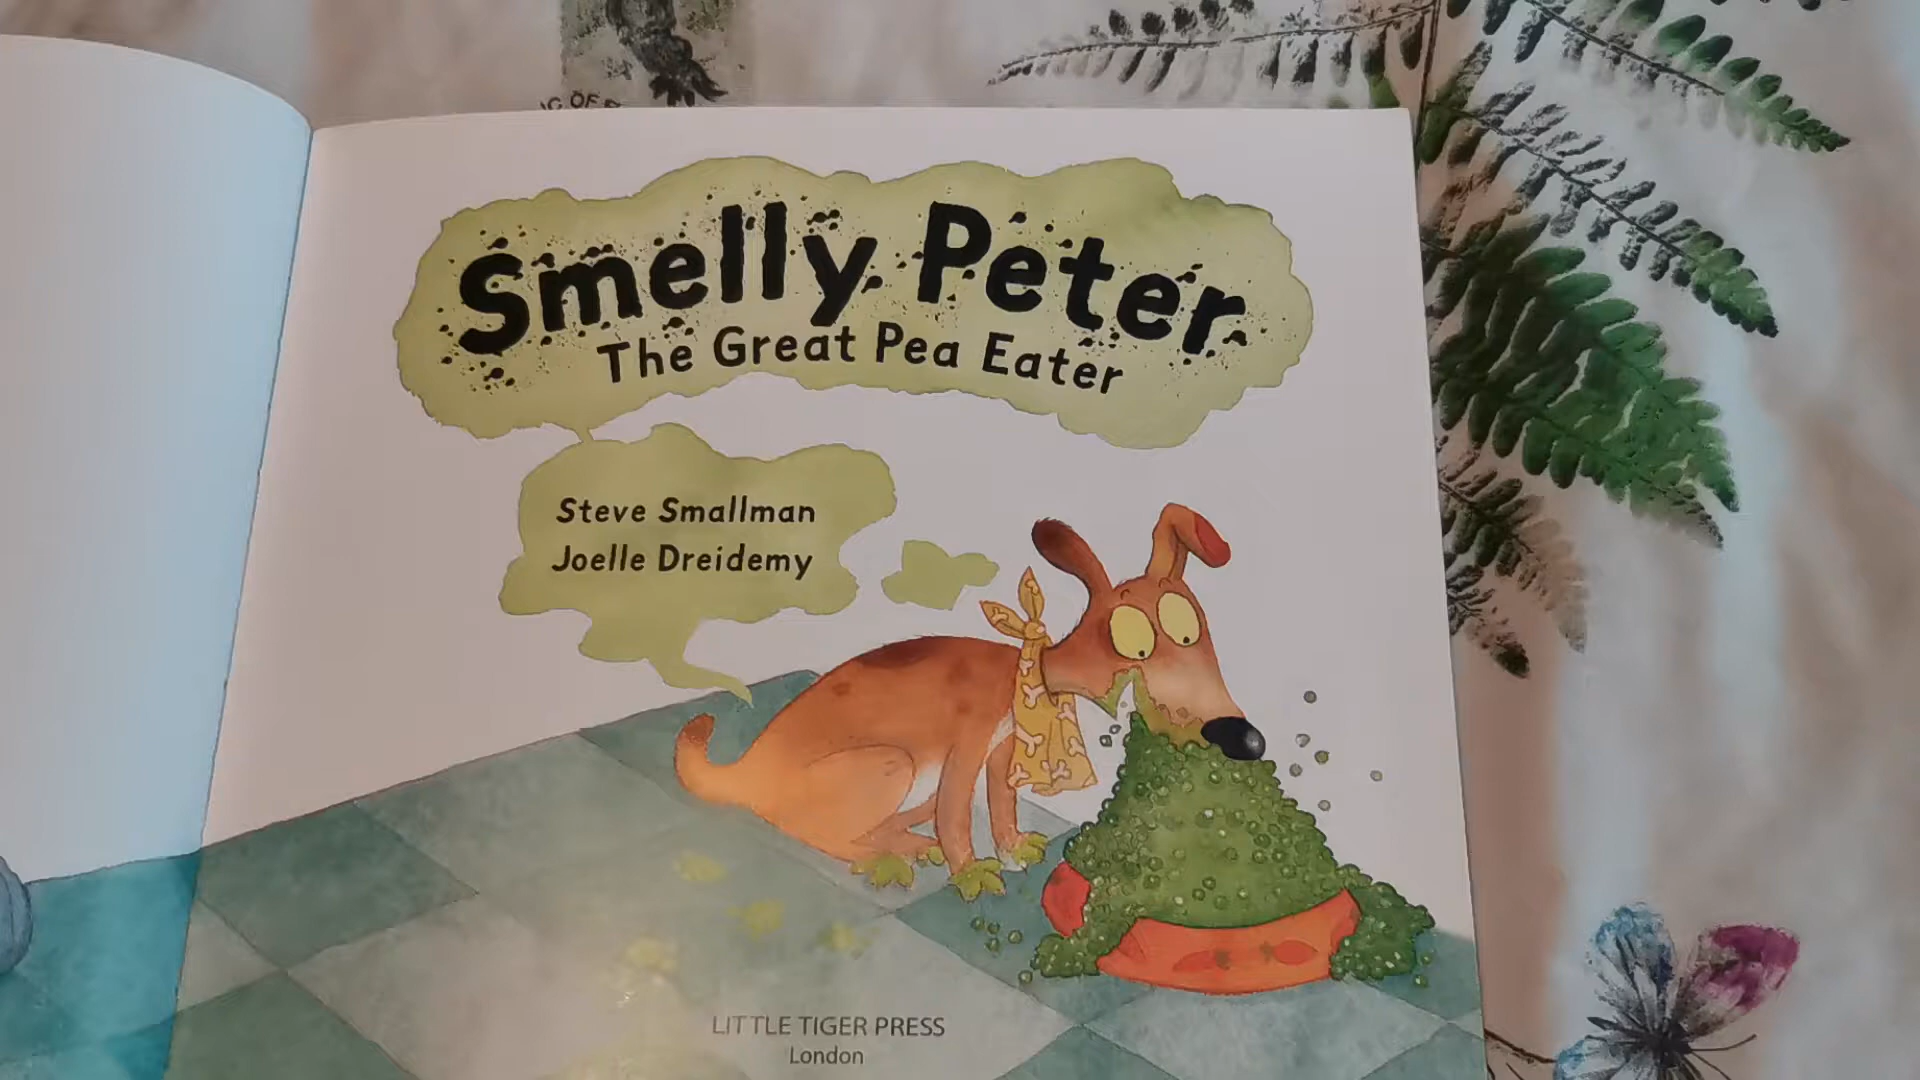 Smelly Peter
The Great Pea Eater
Steve Smallman
Joelle Dreidemy
LITTLE TIGER PRESS
London